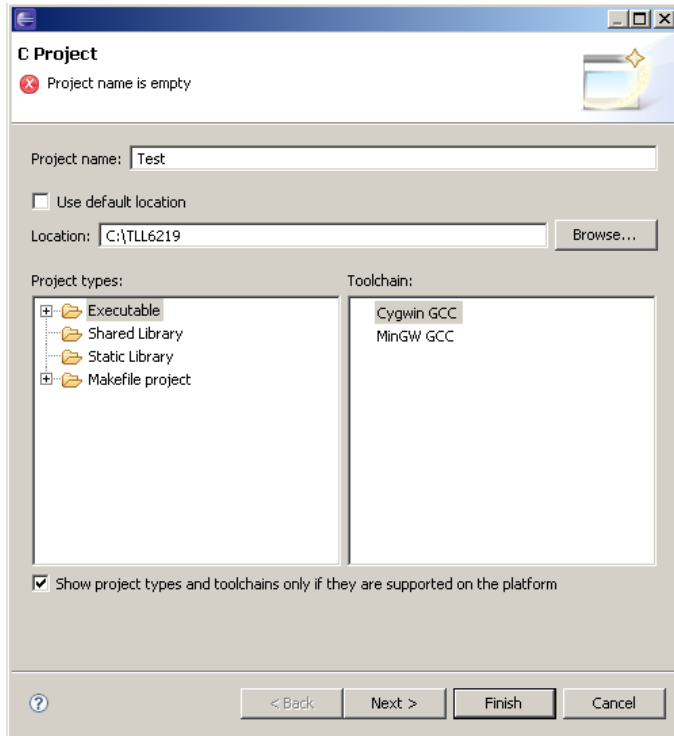 C Project
Project name is empty
Project name: Test
Use default location
Location: C:\TLL6219 Browse...
Project types: Toolchain:
Executable Cygwin GCC
Shared Library MinGW GCC
Static Library
Makefile project
Show project types and toolchains only if they are supported on the platform
? < Back Next > Finish Cancel